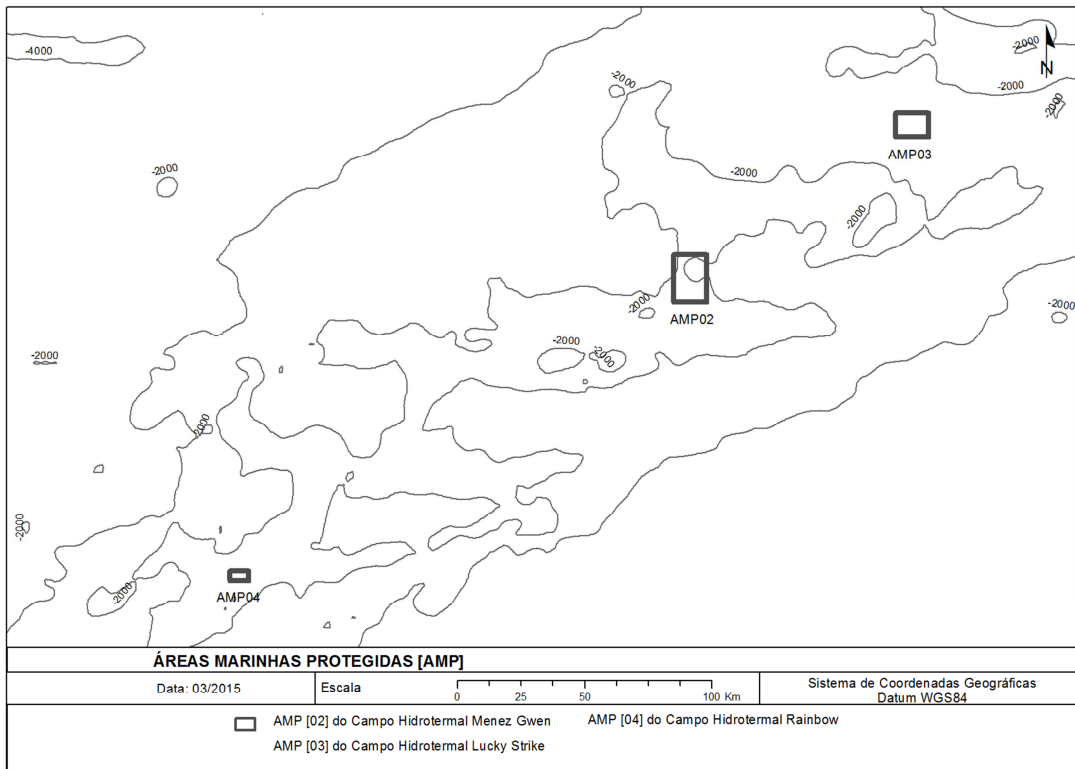 -4000
-2000
-2000
-2000
-2000
AMP03
-2000
-2000
-2000
-2000
AMP02
-2000
-2000
-2000
-2000
-2000
-2000
-2000
-2000
AMP04
N
ÁREAS MARINHAS PROTEGIDAS [AMP]
Data: 03/2015
Escala
0 25 50 100 Km
Sistema de Coordenadas Geográficas
Datum WGS84
AMP [02] do Campo Hidrotermal Menez Gwen
AMP [04] do Campo Hidrotermal Rainbow
AMP [03] do Campo Hidrotermal Lucky Strike